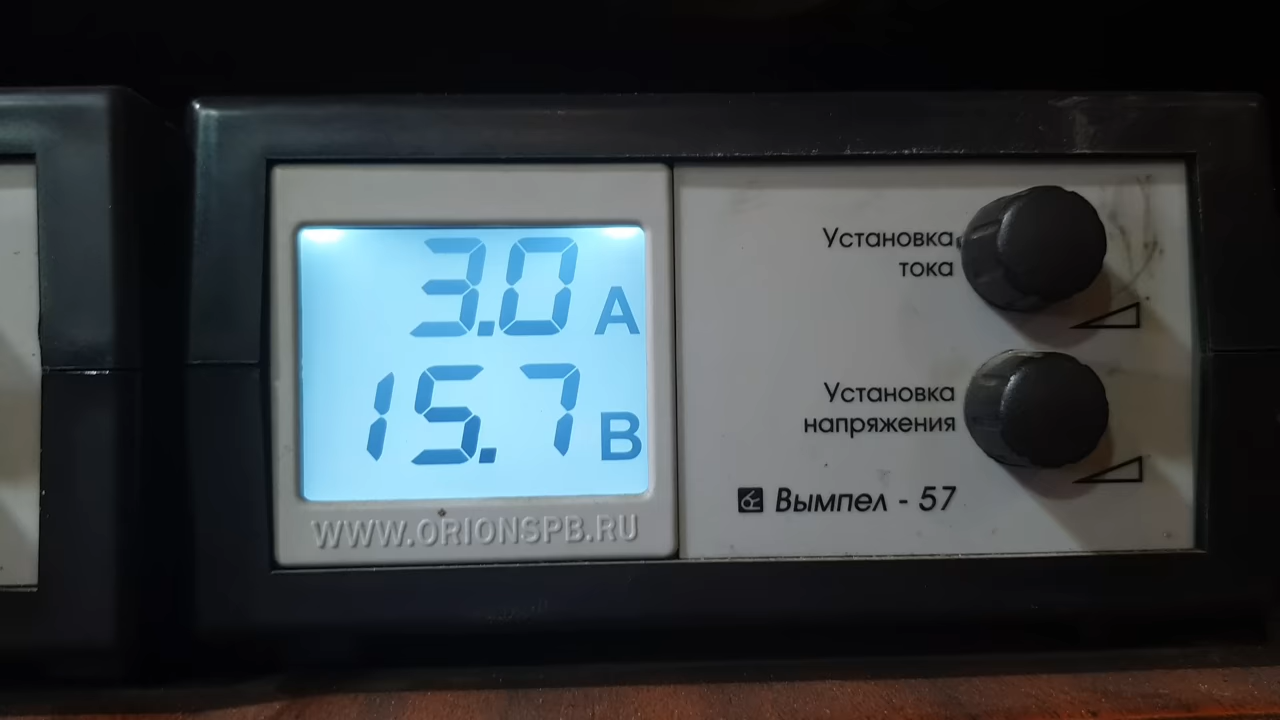 3.0 А
15.7 В
WWW.ORIONSPB.RU
Установка
тока
Установка
напряжения
Вымпел - 57